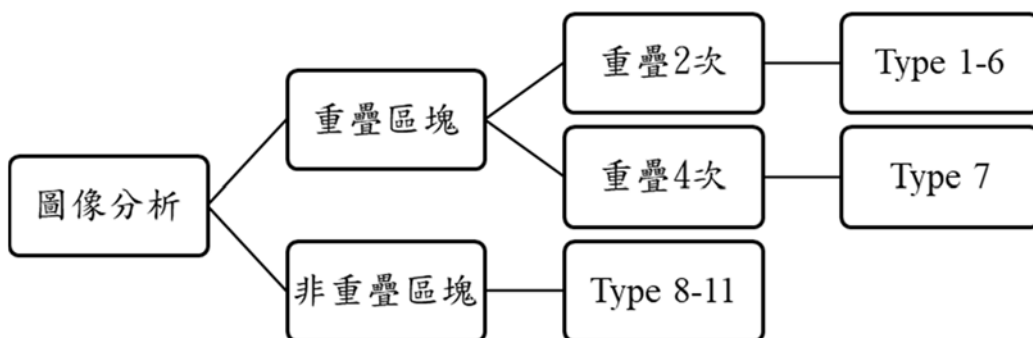 圖像分析
重疊區塊
重疊2次
Type 1-6
重疊4次
Type 7
非重疊區塊
Type 8-11